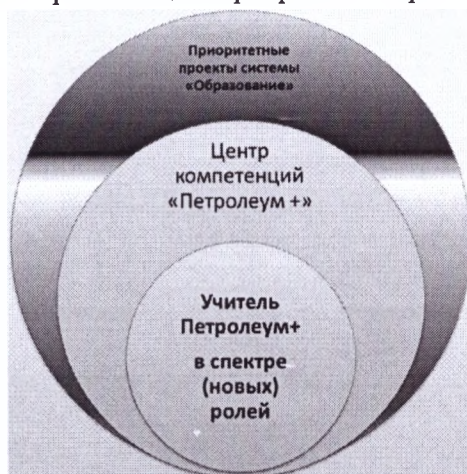 Приоритетные
проекты системы
«Образование»
Центр
компетенций
«Петролеум +»
Учитель
Петролеум+
в спектре
(новых)
ролей